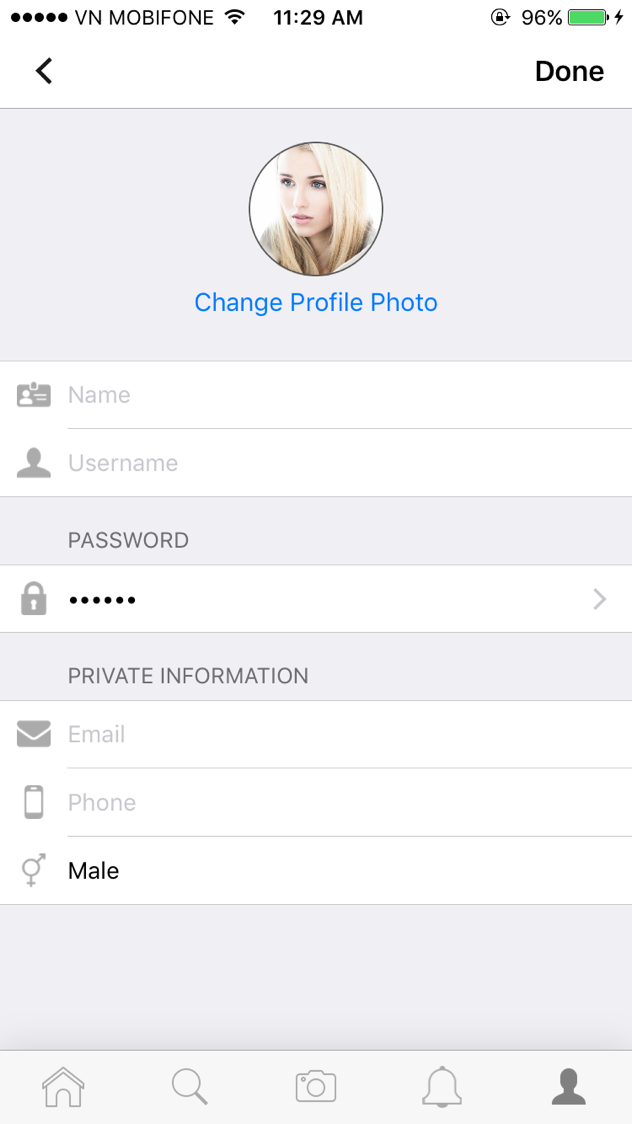 VN MOBIFONE 11:29 AM 96%
Done
Change Profile Photo
Name
Username
PASSWORD
••••••
PRIVATE INFORMATION
Email
Phone
Male